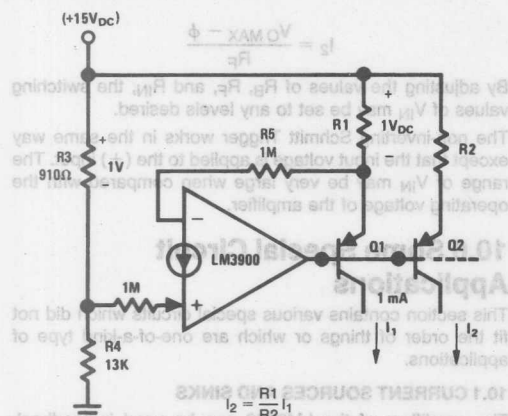 (+15V_DC)
I2 = VO MAX − ϕ
RF
By adjusting the values of RB, RF, and RIN, the switching
values of VIN may be set to any levels desired.
The non-inverting Schmitt Trigger works in the same way
except that the input voltage is applied to the (+) input. The
range of VIN may be very large when compared with the
operating voltage of the amplifier.
+
R1
1V_DC
−
R2
R3
910Ω
+
1V
−
R5
1M
−
LM3900
+
1M
Q1
Q2
1 mA
I1
I2
R4
13K
10.0 Some Special Circuit
Applications
This section contains various special circuits which did not
fit the order of things or which are one-of-a-kind type of
applications.
10.1 CURRENT SOURCES AND SINKS
I2 = R1
R2 I1